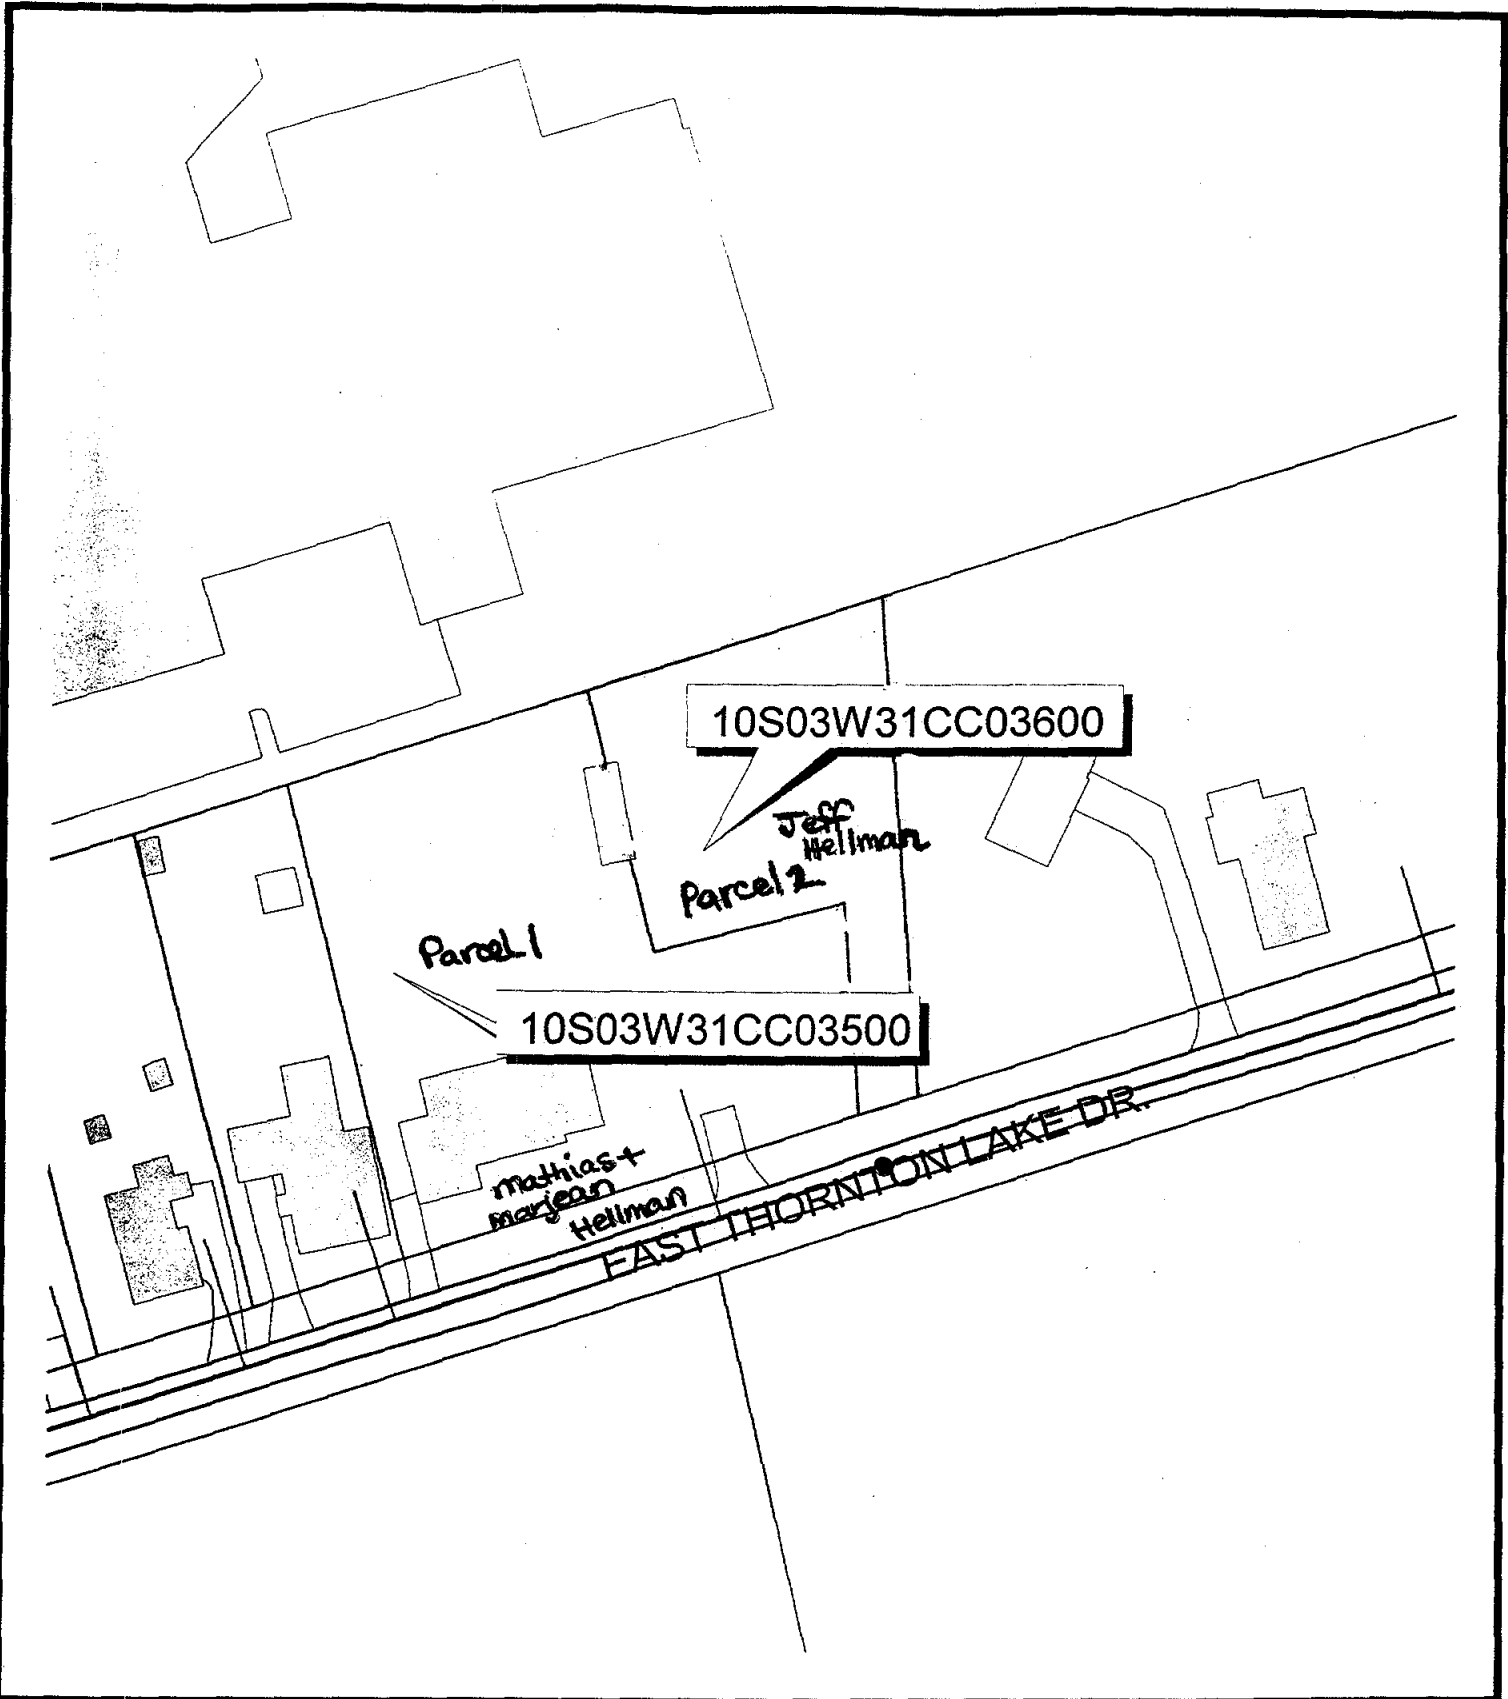 10S03W31CC03600
Jeff
Hellman
Parcel 2
Parcel 1
10S03W31CC03500
mathias +
marjean
Hellman
EAST THORNTON LAKE DR.